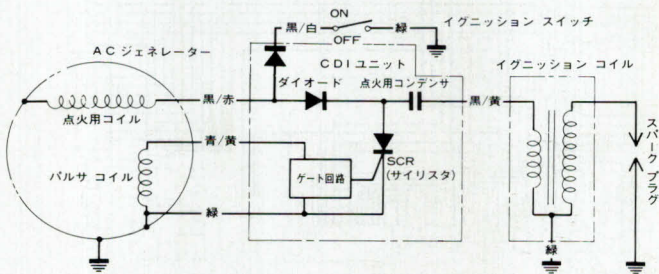 ON
黒/白
OFF
緑
イグニッション スイッチ
ACジェネレーター
CDIユニット
イグニッション コイル
ダイオード
点火用コンデンサ
黒/赤
黒/黄
点火用コイル
青/黄
スパーク プラグ
パルサ コイル
ゲート回路
SCR
(サイリスタ)
緑
緑